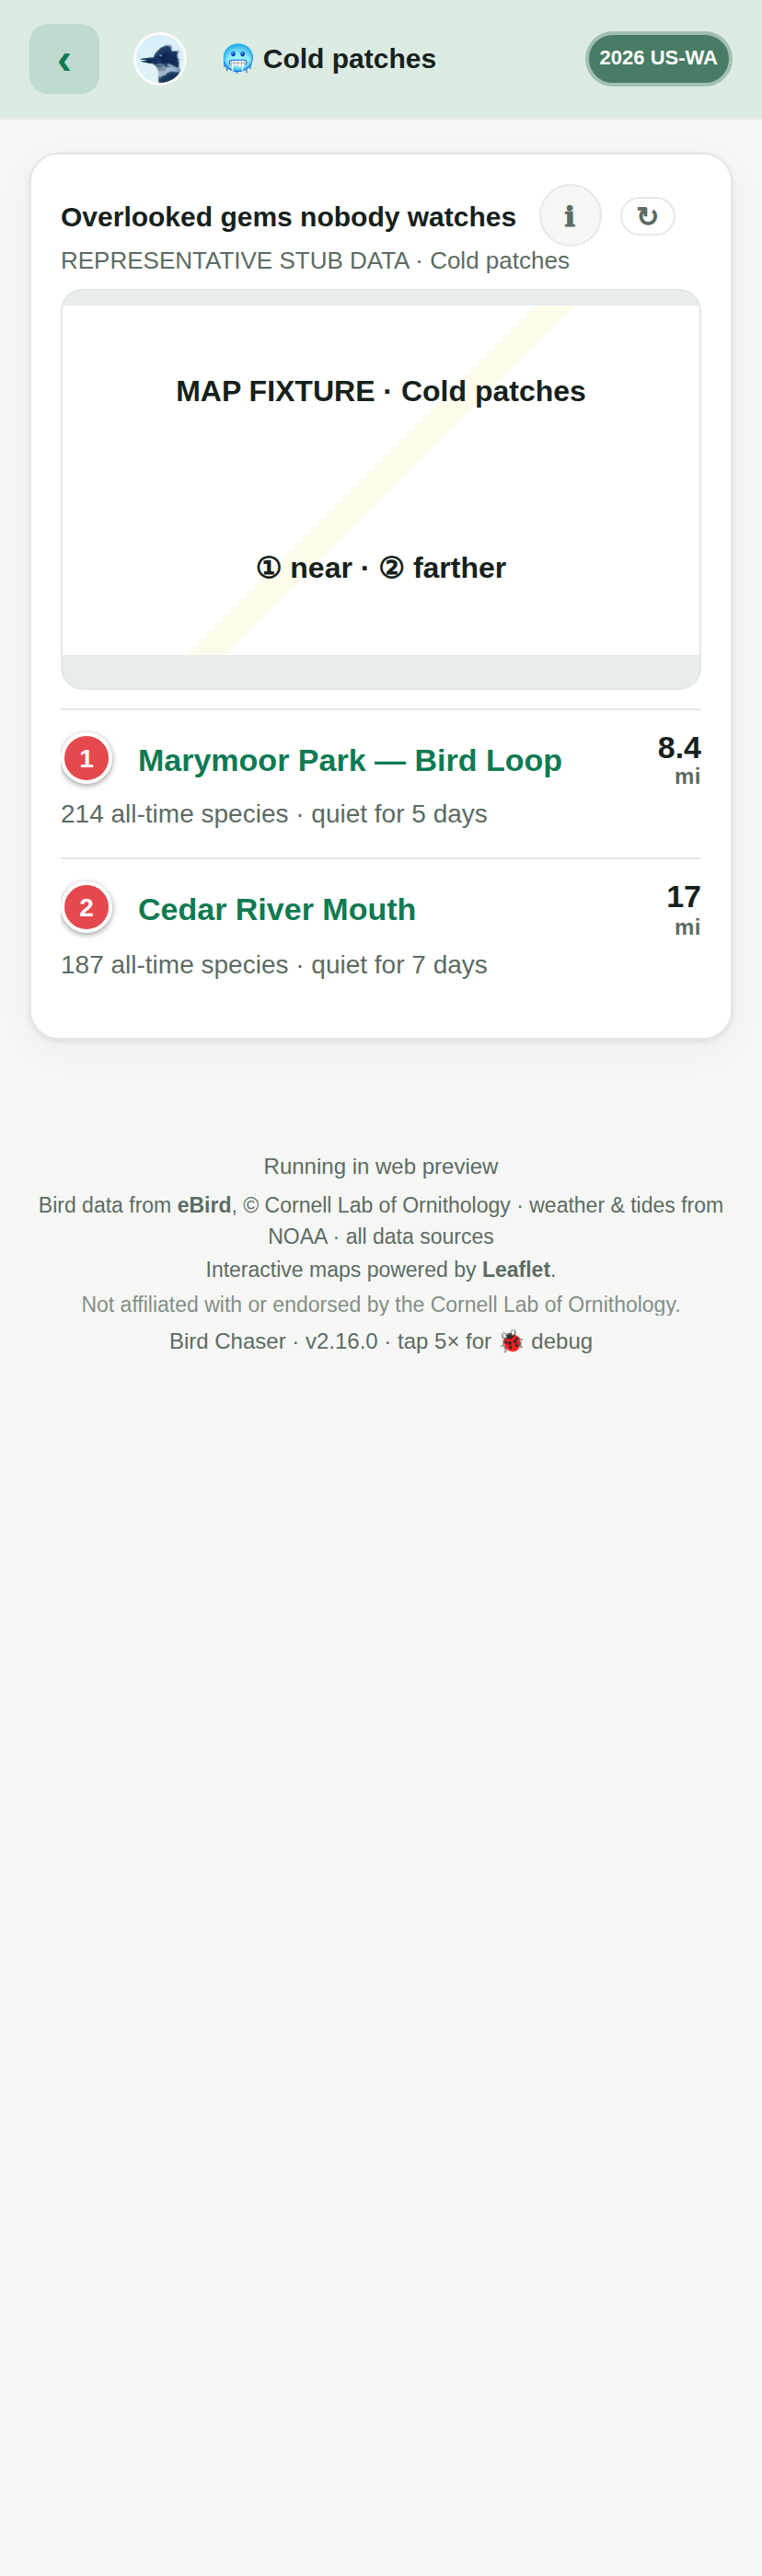 ‹ 🥶 Cold patches 2026 US-WA
Overlooked gems nobody watches ℹ ↻
REPRESENTATIVE STUB DATA · Cold patches
MAP FIXTURE · Cold patches
① near · ② farther
1 Marymoor Park — Bird Loop 8.4 mi
214 all-time species · quiet for 5 days
2 Cedar River Mouth 17 mi
187 all-time species · quiet for 7 days
Running in web preview
Bird data from eBird, © Cornell Lab of Ornithology · weather & tides from
NOAA · all data sources
Interactive maps powered by Leaflet.
Not affiliated with or endorsed by the Cornell Lab of Ornithology.
Bird Chaser · v2.16.0 · tap 5× for 🐞 debug